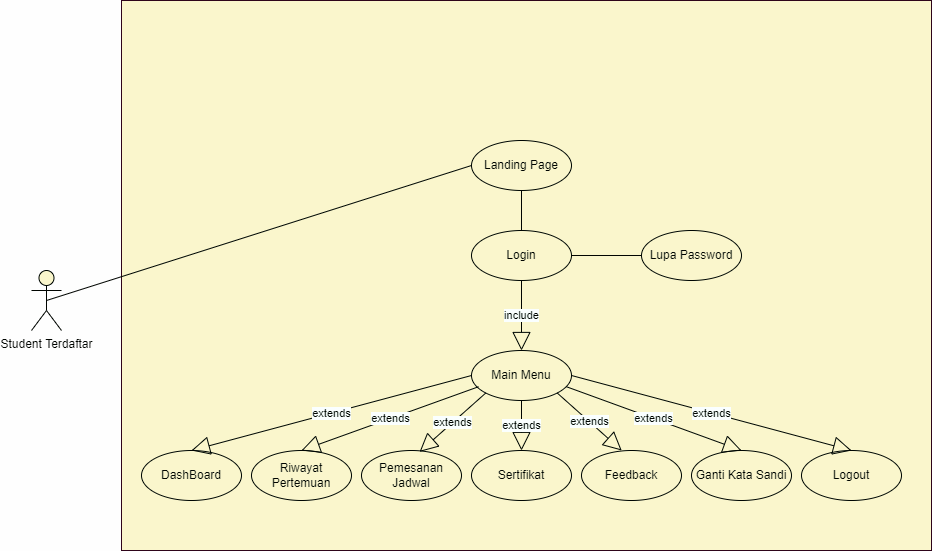 Landing Page
Login
Lupa Password
Student Terdaftar
include
Main Menu
extends
extends
extends
extends
extends
extends
extends
DashBoard
Riwayat
Pertemuan
Pemesanan
Jadwal
Sertifikat
Feedback
Ganti Kata Sandi
Logout